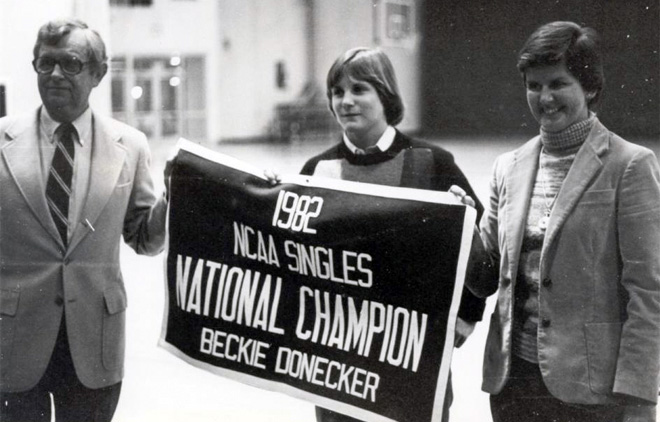 1982
NCAA SINGLES
NATIONAL CHAMPION
BECKIE DONECKER